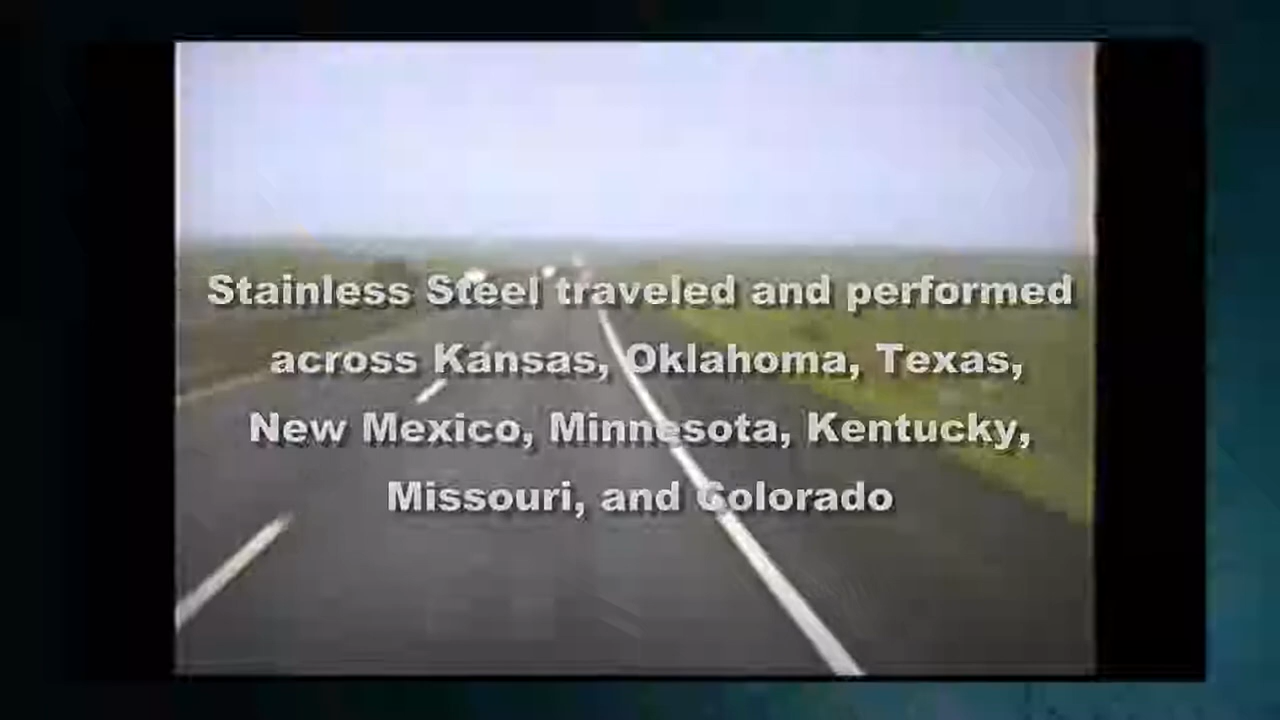 Stainless Steel traveled and performed
across Kansas, Oklahoma, Texas,
New Mexico, Minnesota, Kentucky,
Missouri, and Colorado